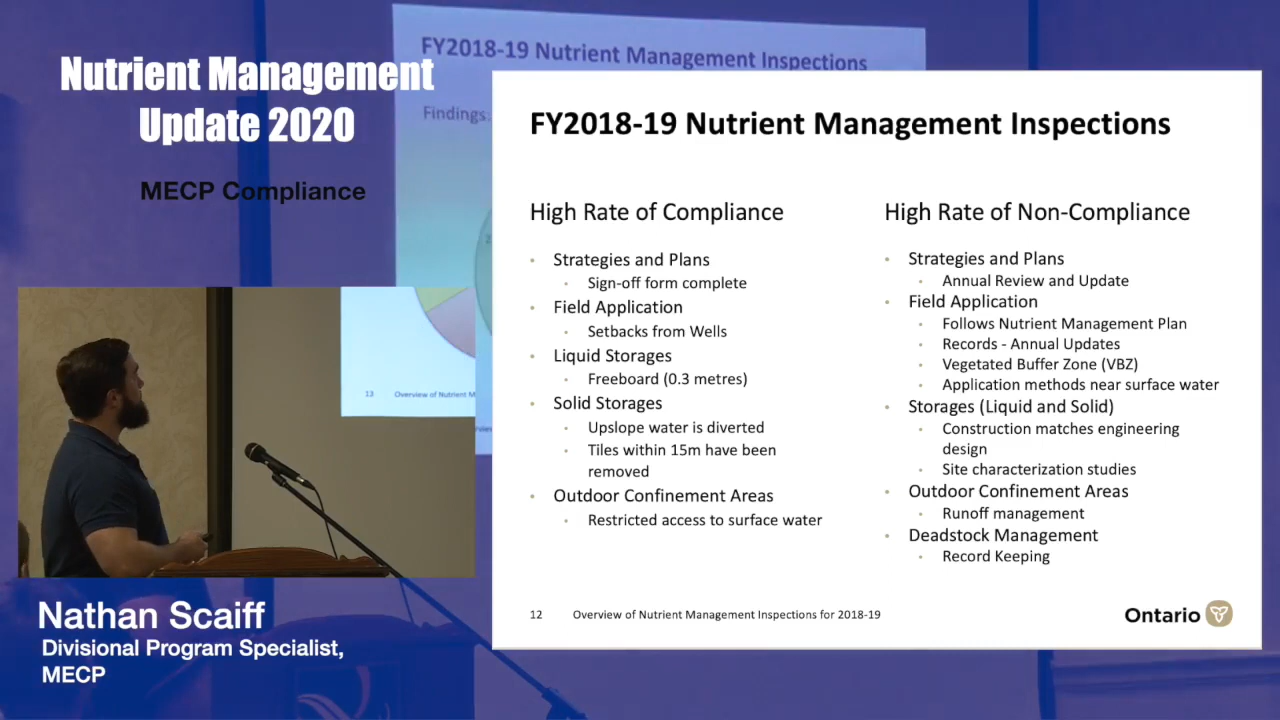 Nutrient Management
Update 2020
MECP Compliance
FY2018-19 Nutrient Management Inspections
Findings:
2
13 Overview of Nutrient M
Nathan Scaiff
Divisional Program Specialist,
MECP
FY2018-19 Nutrient Management Inspections
High Rate of Compliance
• Strategies and Plans
• Sign-off form complete
• Field Application
• Setbacks from Wells
• Liquid Storages
• Freeboard (0.3 metres)
• Solid Storages
• Upslope water is diverted
• Tiles within 15m have been
removed
• Outdoor Confinement Areas
• Restricted access to surface water
High Rate of Non-Compliance
• Strategies and Plans
• Annual Review and Update
• Field Application
• Follows Nutrient Management Plan
• Records - Annual Updates
• Vegetated Buffer Zone (VBZ)
• Application methods near surface water
• Storages (Liquid and Solid)
• Construction matches engineering
design
• Site characterization studies
• Outdoor Confinement Areas
• Runoff management
• Deadstock Management
• Record Keeping
12 Overview of Nutrient Management Inspections for 2018-19
Ontario